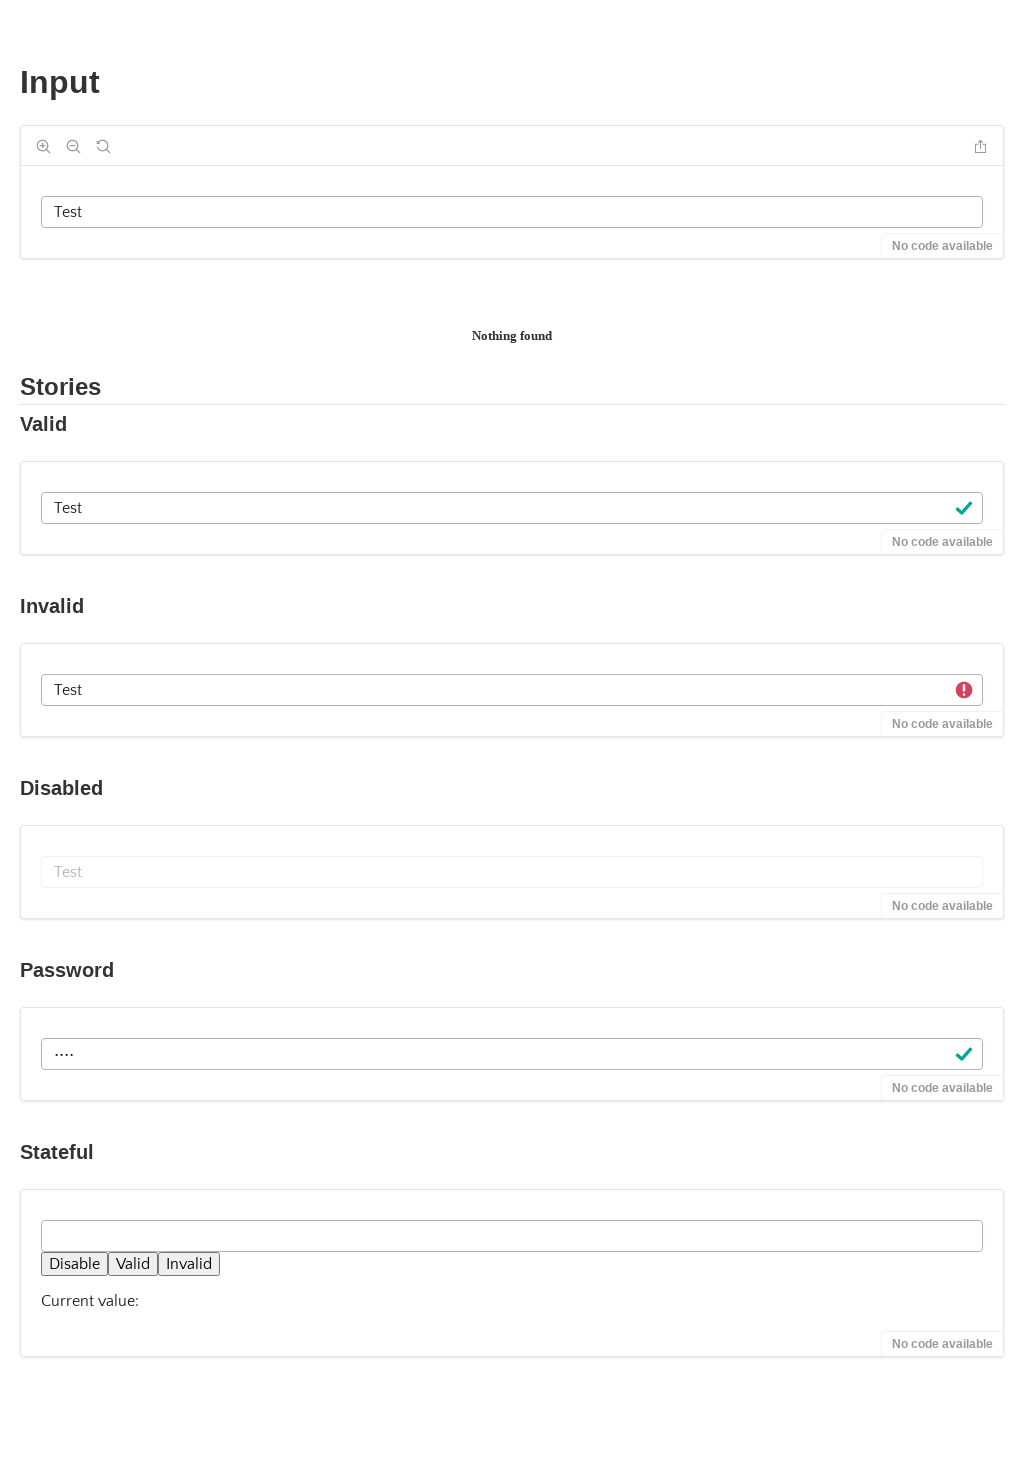 Input
Test
No code available
Nothing found
Stories
Valid
Test
No code available
Invalid
Test
No code available
Disabled
Test
No code available
Password
····
No code available
Stateful
Disable Valid Invalid
Current value:
No code available